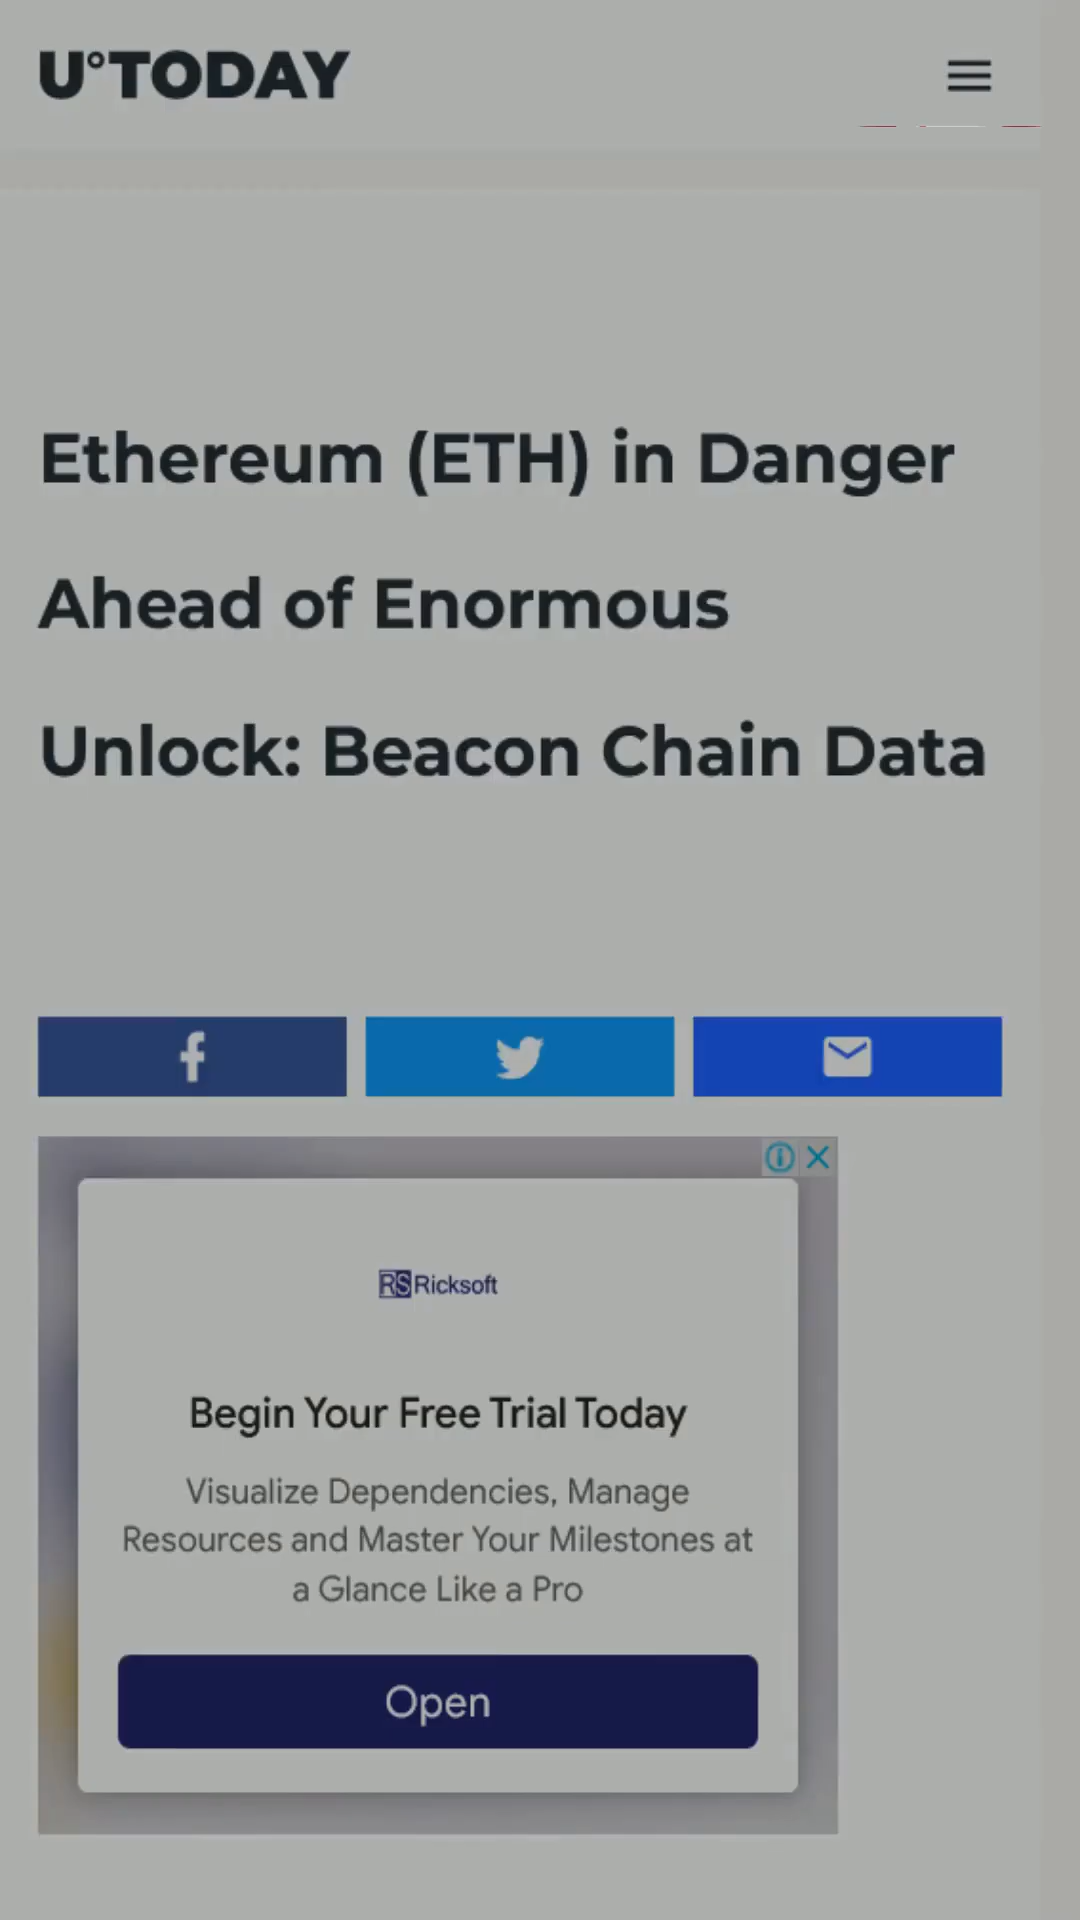 U°TODAY
Ethereum (ETH) in Danger
Ahead of Enormous
Unlock: Beacon Chain Data
RS Ricksoft
Begin Your Free Trial Today
Visualize Dependencies, Manage
Resources and Master Your Milestones at
a Glance Like a Pro
Open